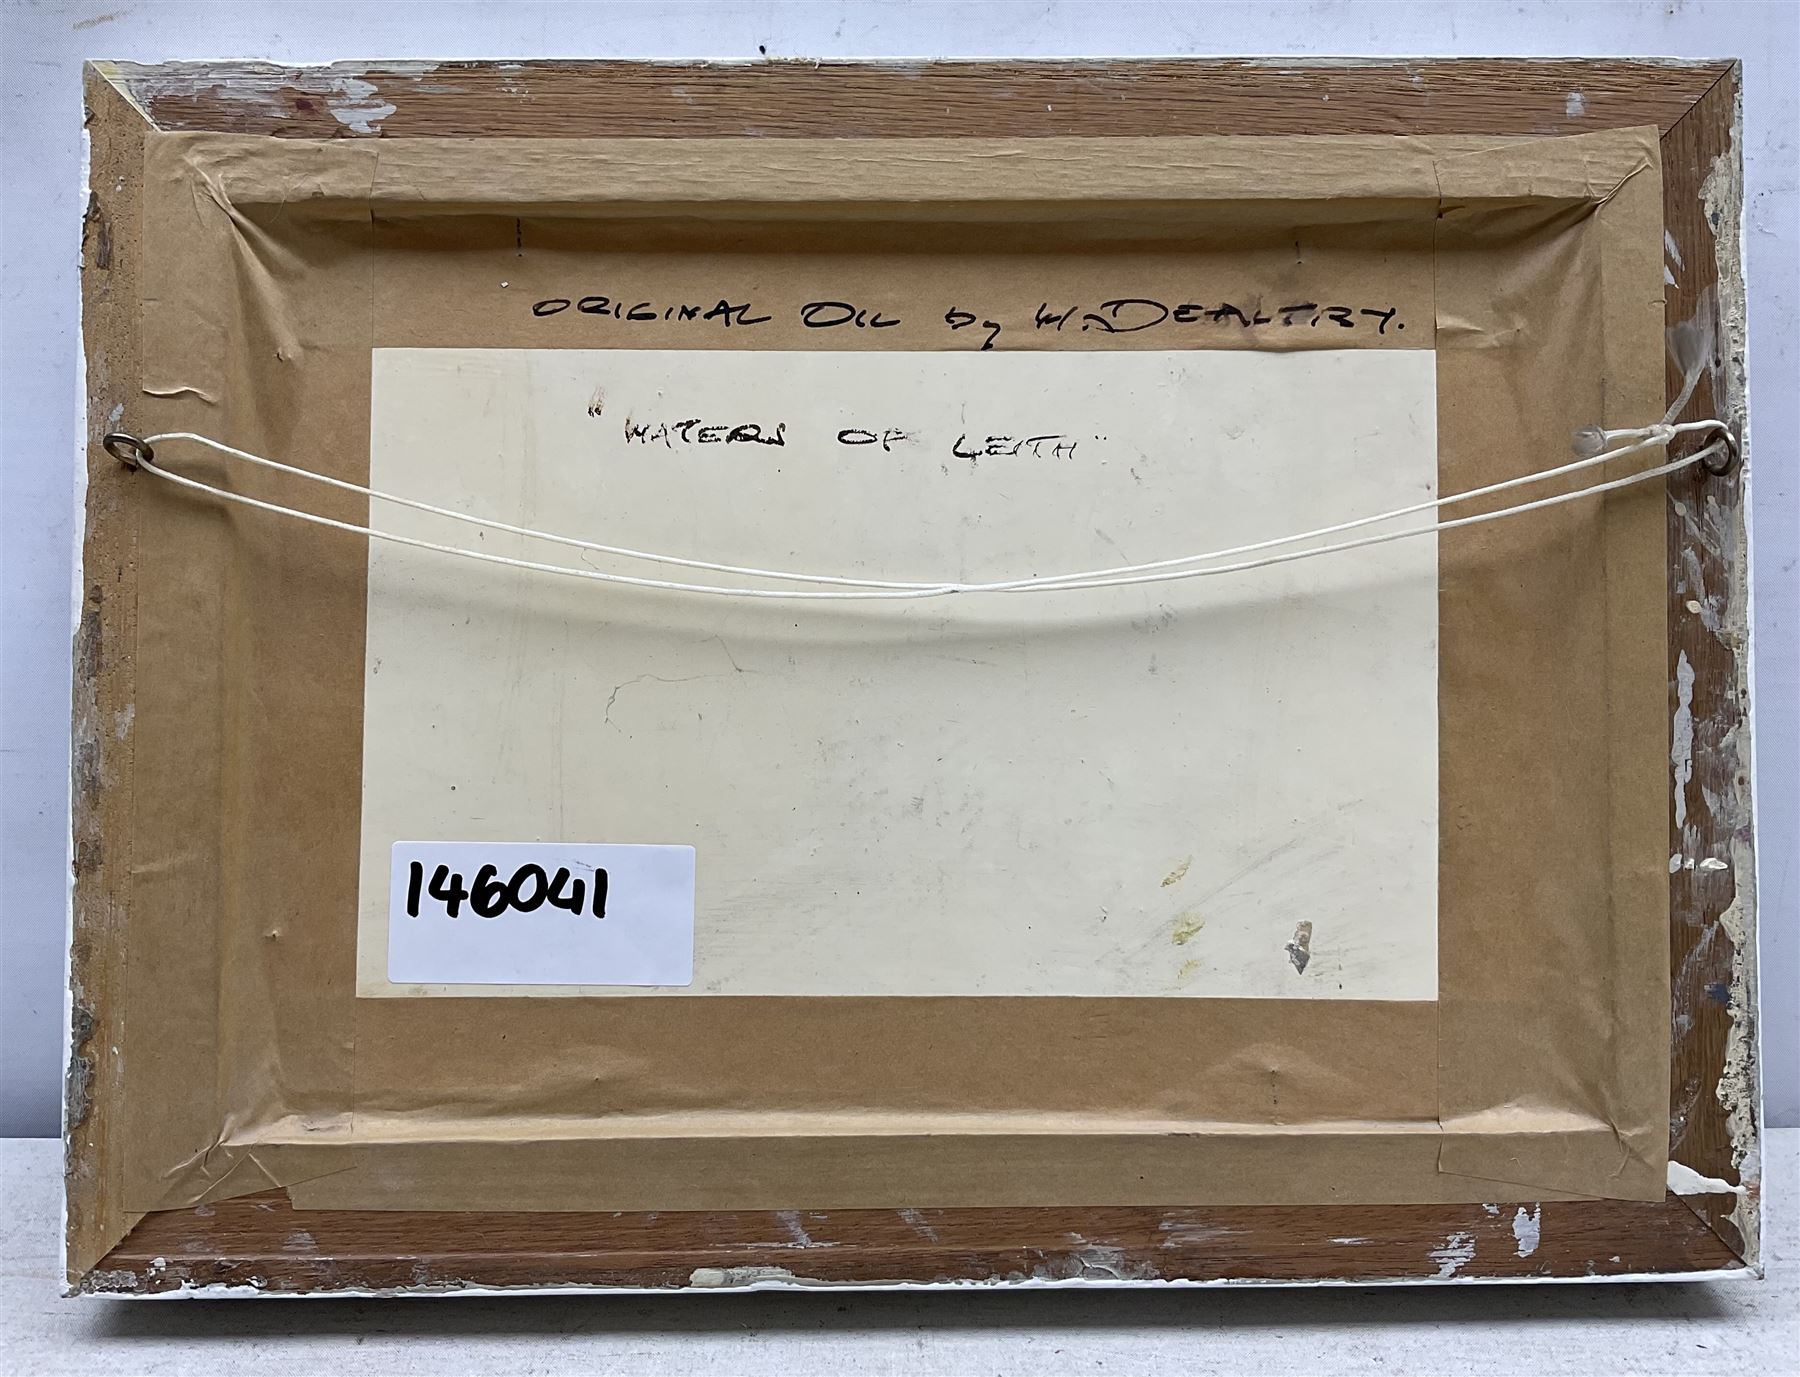 ORIGINAL OIL by W. DEALTRY.
"WATERS OF LEITH"
146041